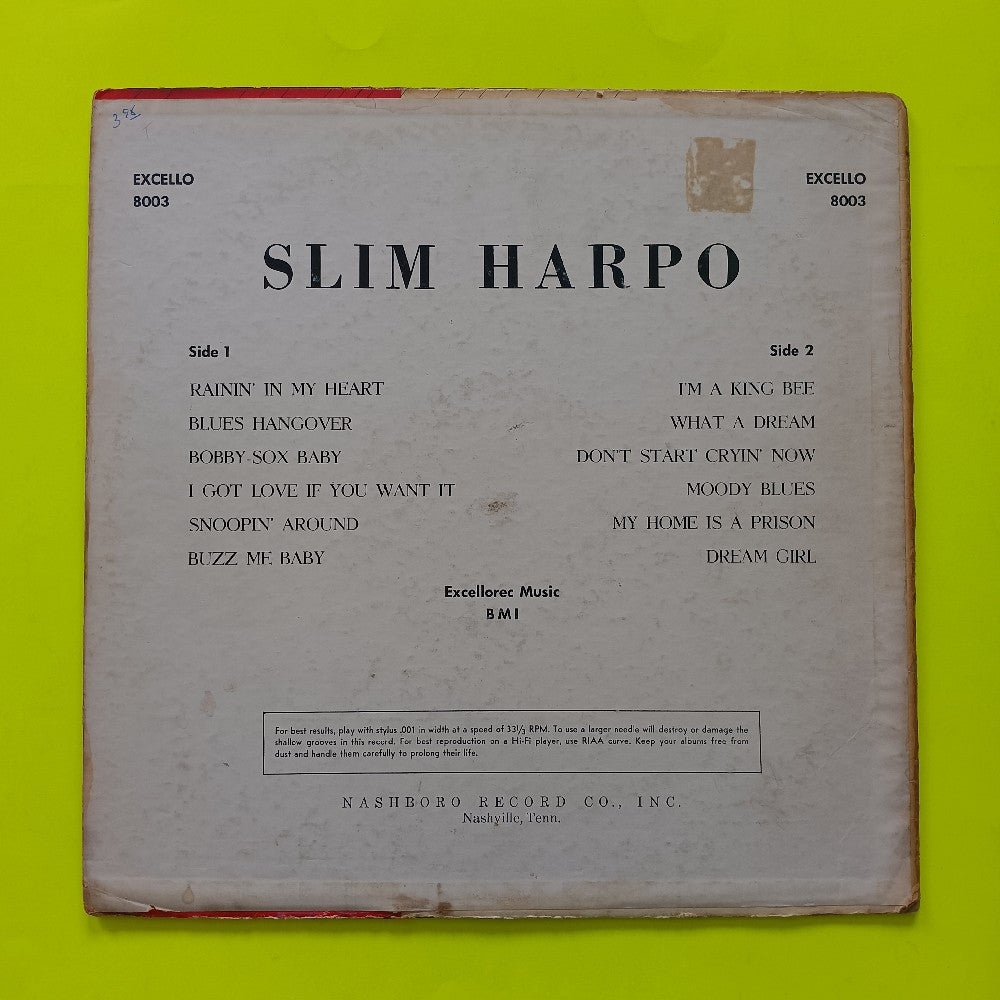 3 98
EXCELLO
8003
EXCELLO
8003
SLIM HARPO
Side 1
RAININ' IN MY HEART
BLUES HANGOVER
BOBBY-SOX BABY
I GOT LOVE IF YOU WANT IT
SNOOPIN' AROUND
BUZZ ME BABY
Side 2
I'M A KING BEE
WHAT A DREAM
DON'T START CRYIN' NOW
MOODY BLUES
MY HOME IS A PRISON
DREAM GIRL
Excellorec Music
BMI
For best results, play with stylus .001 in width at a speed of 33⅓ RPM. To use a larger needle will destroy or damage the
shallow grooves in this record. For best reproduction on a Hi-Fi player, use RIAA curve. Keep your albums free from
dust and handle them carefully to prolong their life.
NASHBORO RECORD CO., INC.
Nashville, Tenn.